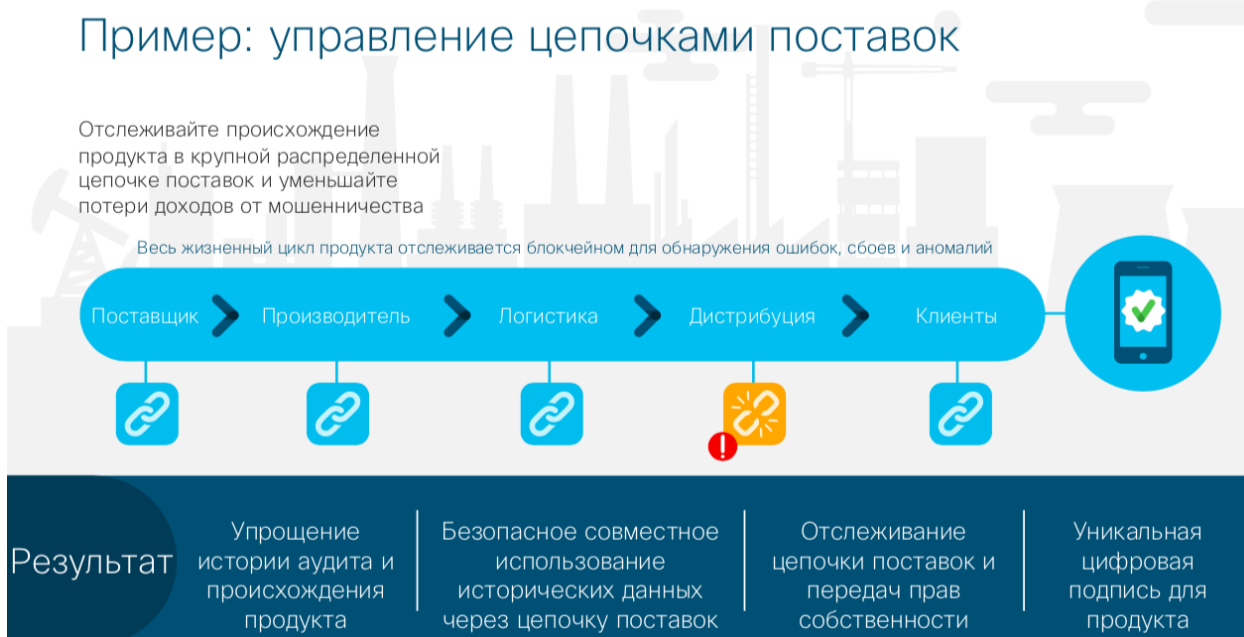 Пример: управление цепочками поставок
Отслеживайте происхождение
продукта в крупной распределенной
цепочке поставок и уменьшайте
потери доходов от мошенничества
Весь жизненный цикл продукта отслеживается блокчейном для обнаружения ошибок, сбоев и аномалий
Поставщик
Производитель
Логистика
Дистрибуция
Клиенты
!
Результат
Упрощение
истории аудита и
происхождения
продукта
Безопасное совместное
использование
исторических данных
через цепочку поставок
Отслеживание
цепочки поставок и
передач прав
собственности
Уникальная
цифровая
подпись для
продукта